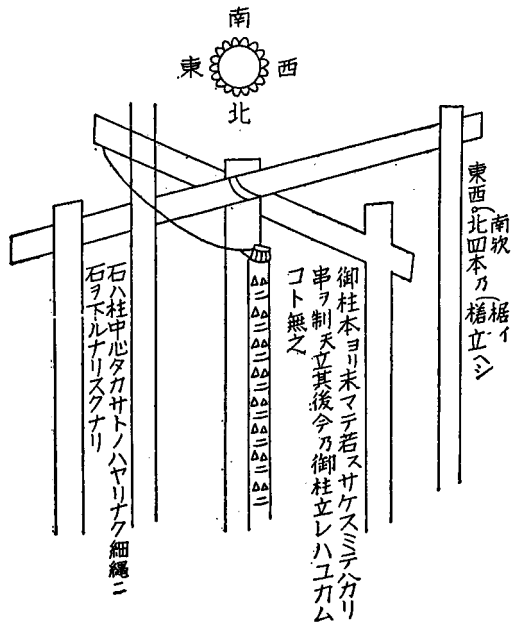 南
東
西
北
東西(北四本乃(槎立ヘシ
南欤
椐イ
御柱本ヨリ末マテ若スサケスミテハカリ
串ヲ制天立其後今乃御柱立レハユカム
コト無之
石ハ柱中心タカサトノハヤリナク細繩ニ
石ヲ下ルナリスクナリ